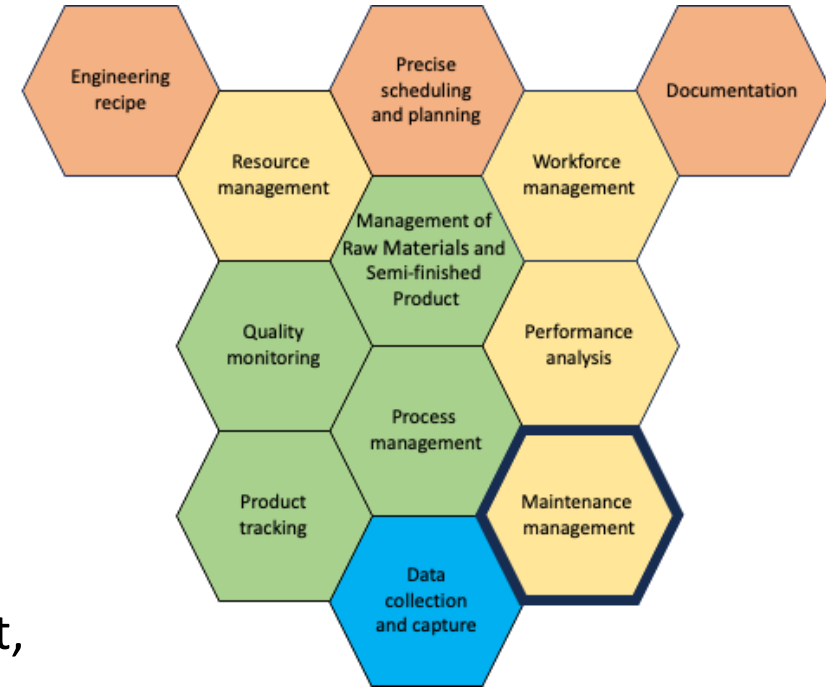 Engineering
recipe
Precise
scheduling
and planning
Documentation
Resource
management
Workforce
management
Management of
Raw Materials and
Semi-finished
Product
Quality
monitoring
Performance
analysis
Process
management
Product
tracking
Maintenance
management
Data
collection
and capture
t,